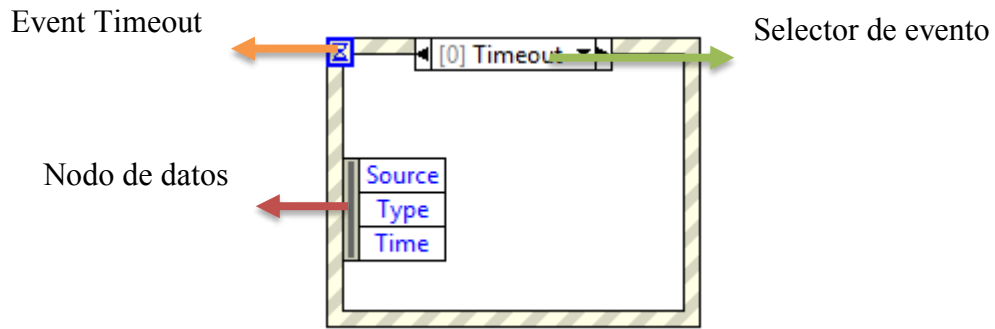 Event Timeout
Selector de evento
[0] Timeout
Nodo de datos
Source
Type
Time